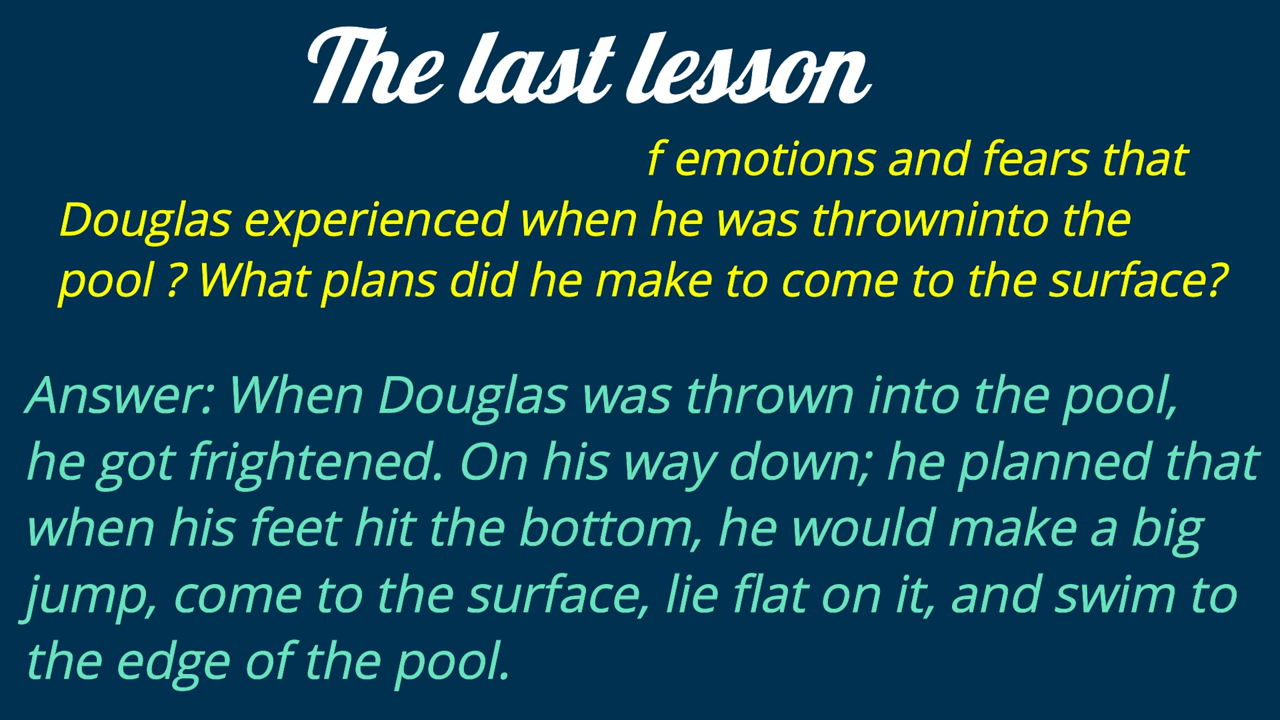 The last lesson
f emotions and fears that
Douglas experienced when he was throwninto the
pool ? What plans did he make to come to the surface?
Answer: When Douglas was thrown into the pool,
he got frightened. On his way down; he planned that
when his feet hit the bottom, he would make a big
jump, come to the surface, lie flat on it, and swim to
the edge of the pool.